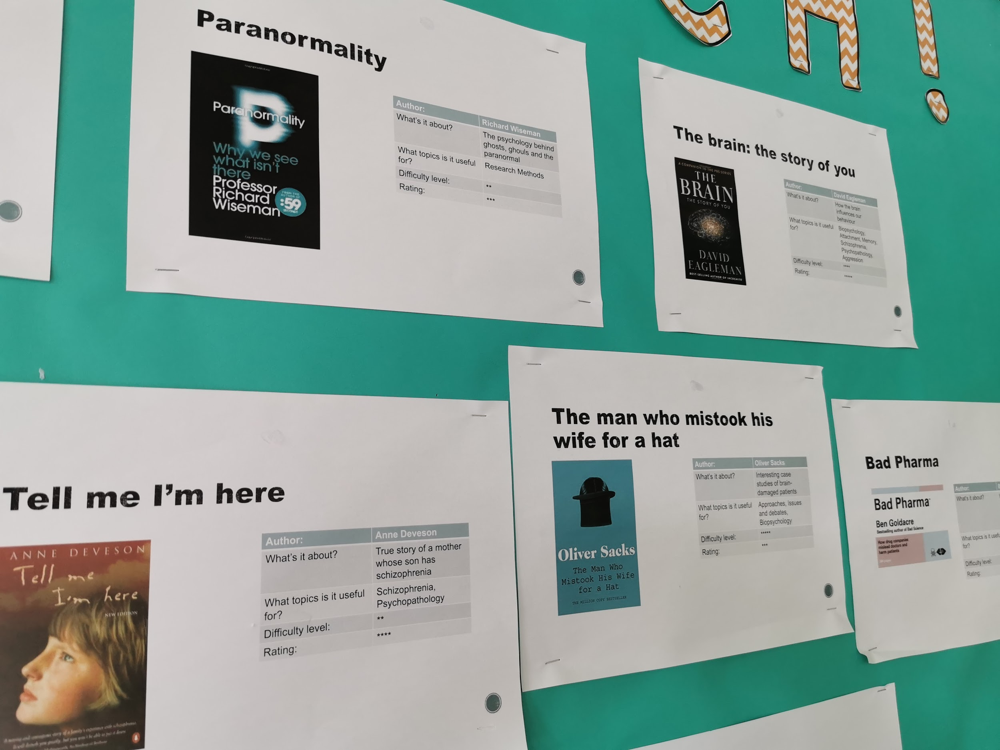 CH!
Paranormality
Paranormality
Why we see
what isn't
there
Professor
Richard
Wiseman
FROM THE
AUTHOR OF
:59
SECONDS
Author:
Richard Wiseman
What's it about?
The psychology behind
ghosts, ghouls and the
paranormal
What topics is it useful
for?
Research Methods
Difficulty level:
**
Rating:
***
The brain: the story of you
A COMPANION TO THE PBS SERIES
THE
BRAIN
THE STORY OF YOU
DAVID
EAGLEMAN
BEST-SELLING AUTHOR OF INCOGNITO
Author:
David Eagleman
What's it about?
How the brain
influences our
behaviour
What topics is it useful
for?
Biopsychology,
Attachment, Memory,
Schizophrenia,
Psychopathology,
Aggression
Difficulty level:
****
Rating:
*****
Tell me I'm here
ANNE DEVESON
Tell me
I'm here
NEW EDITION
Author:
Anne Deveson
What's it about?
True story of a mother
whose son has
schizophrenia
What topics is it useful
for?
Schizophrenia,
Psychopathology
Difficulty level:
**
Rating:
****
The man who mistook his
wife for a hat
Oliver Sacks
The Man Who
Mistook His Wife
for a Hat
THE MILLION COPY BESTSELLER
Author:
Oliver Sacks
What's it about?
Interesting case
studies of brain-
damaged patients
What topics is it useful
for?
Approaches, Issues
and debates,
Biopsychology
Difficulty level:
*****
Rating:
***
Bad Pharma
Bad Pharma
Ben Goldacre
Bestselling author of Bad Science
How drug companies
mislead doctors and
harm patients
Author:
What's it about?
What topics is it
for?
Difficulty level:
Rating: